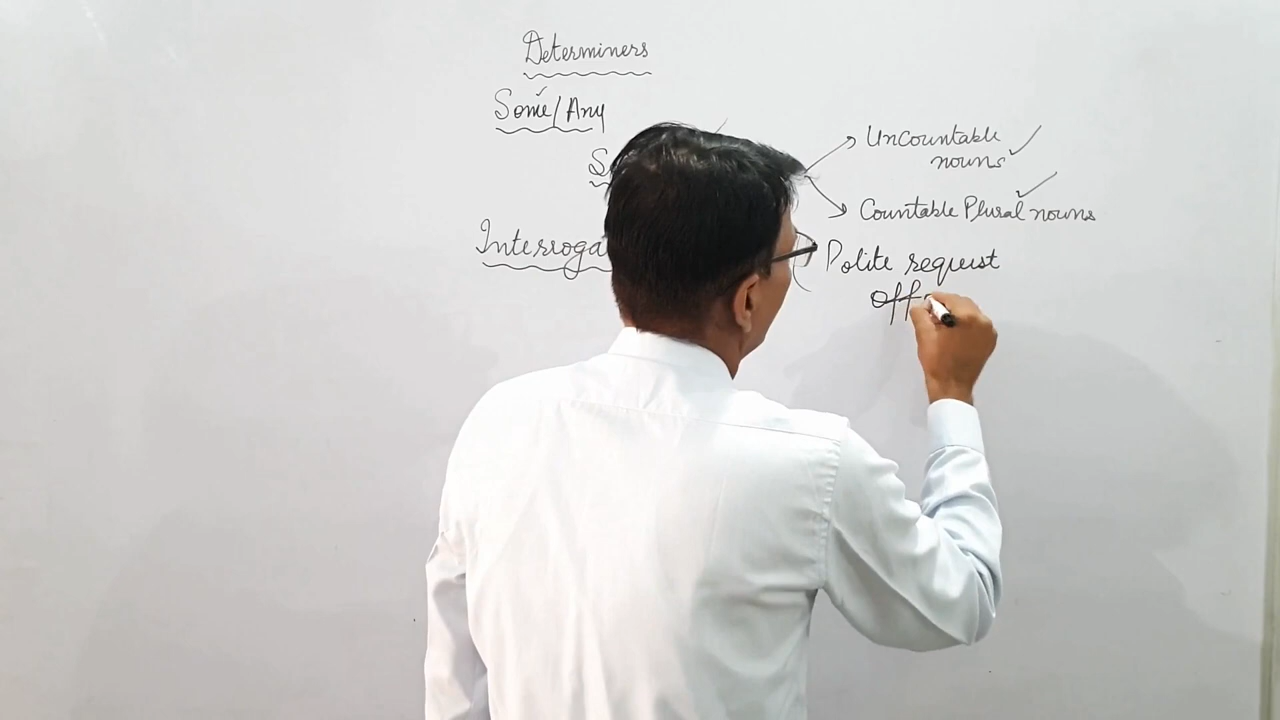 Determiners
Some/Any
Uncountable
nouns
Countable Plural nouns
Polite request